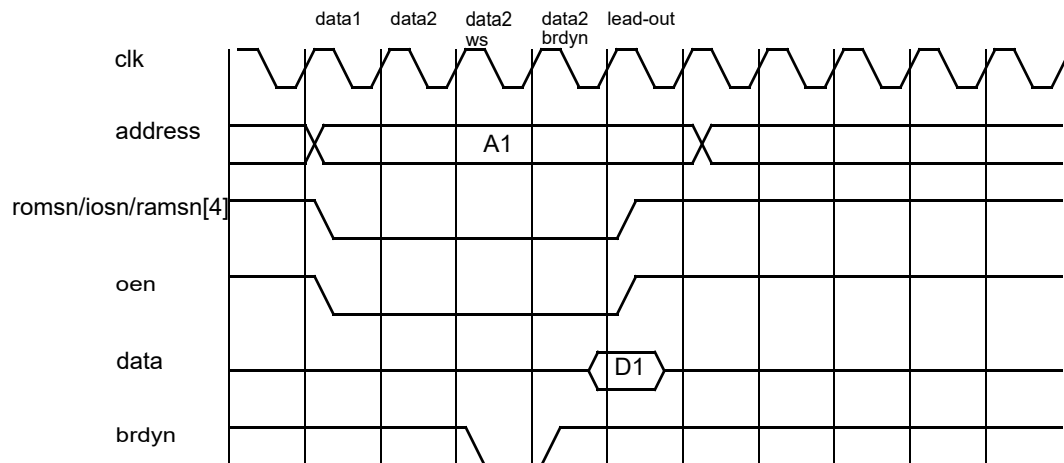 data1 data2 data2 data2 lead-out
ws brdyn
clk
address
A1
romsn/iosn/ramsn[4]
oen
data
D1
brdyn